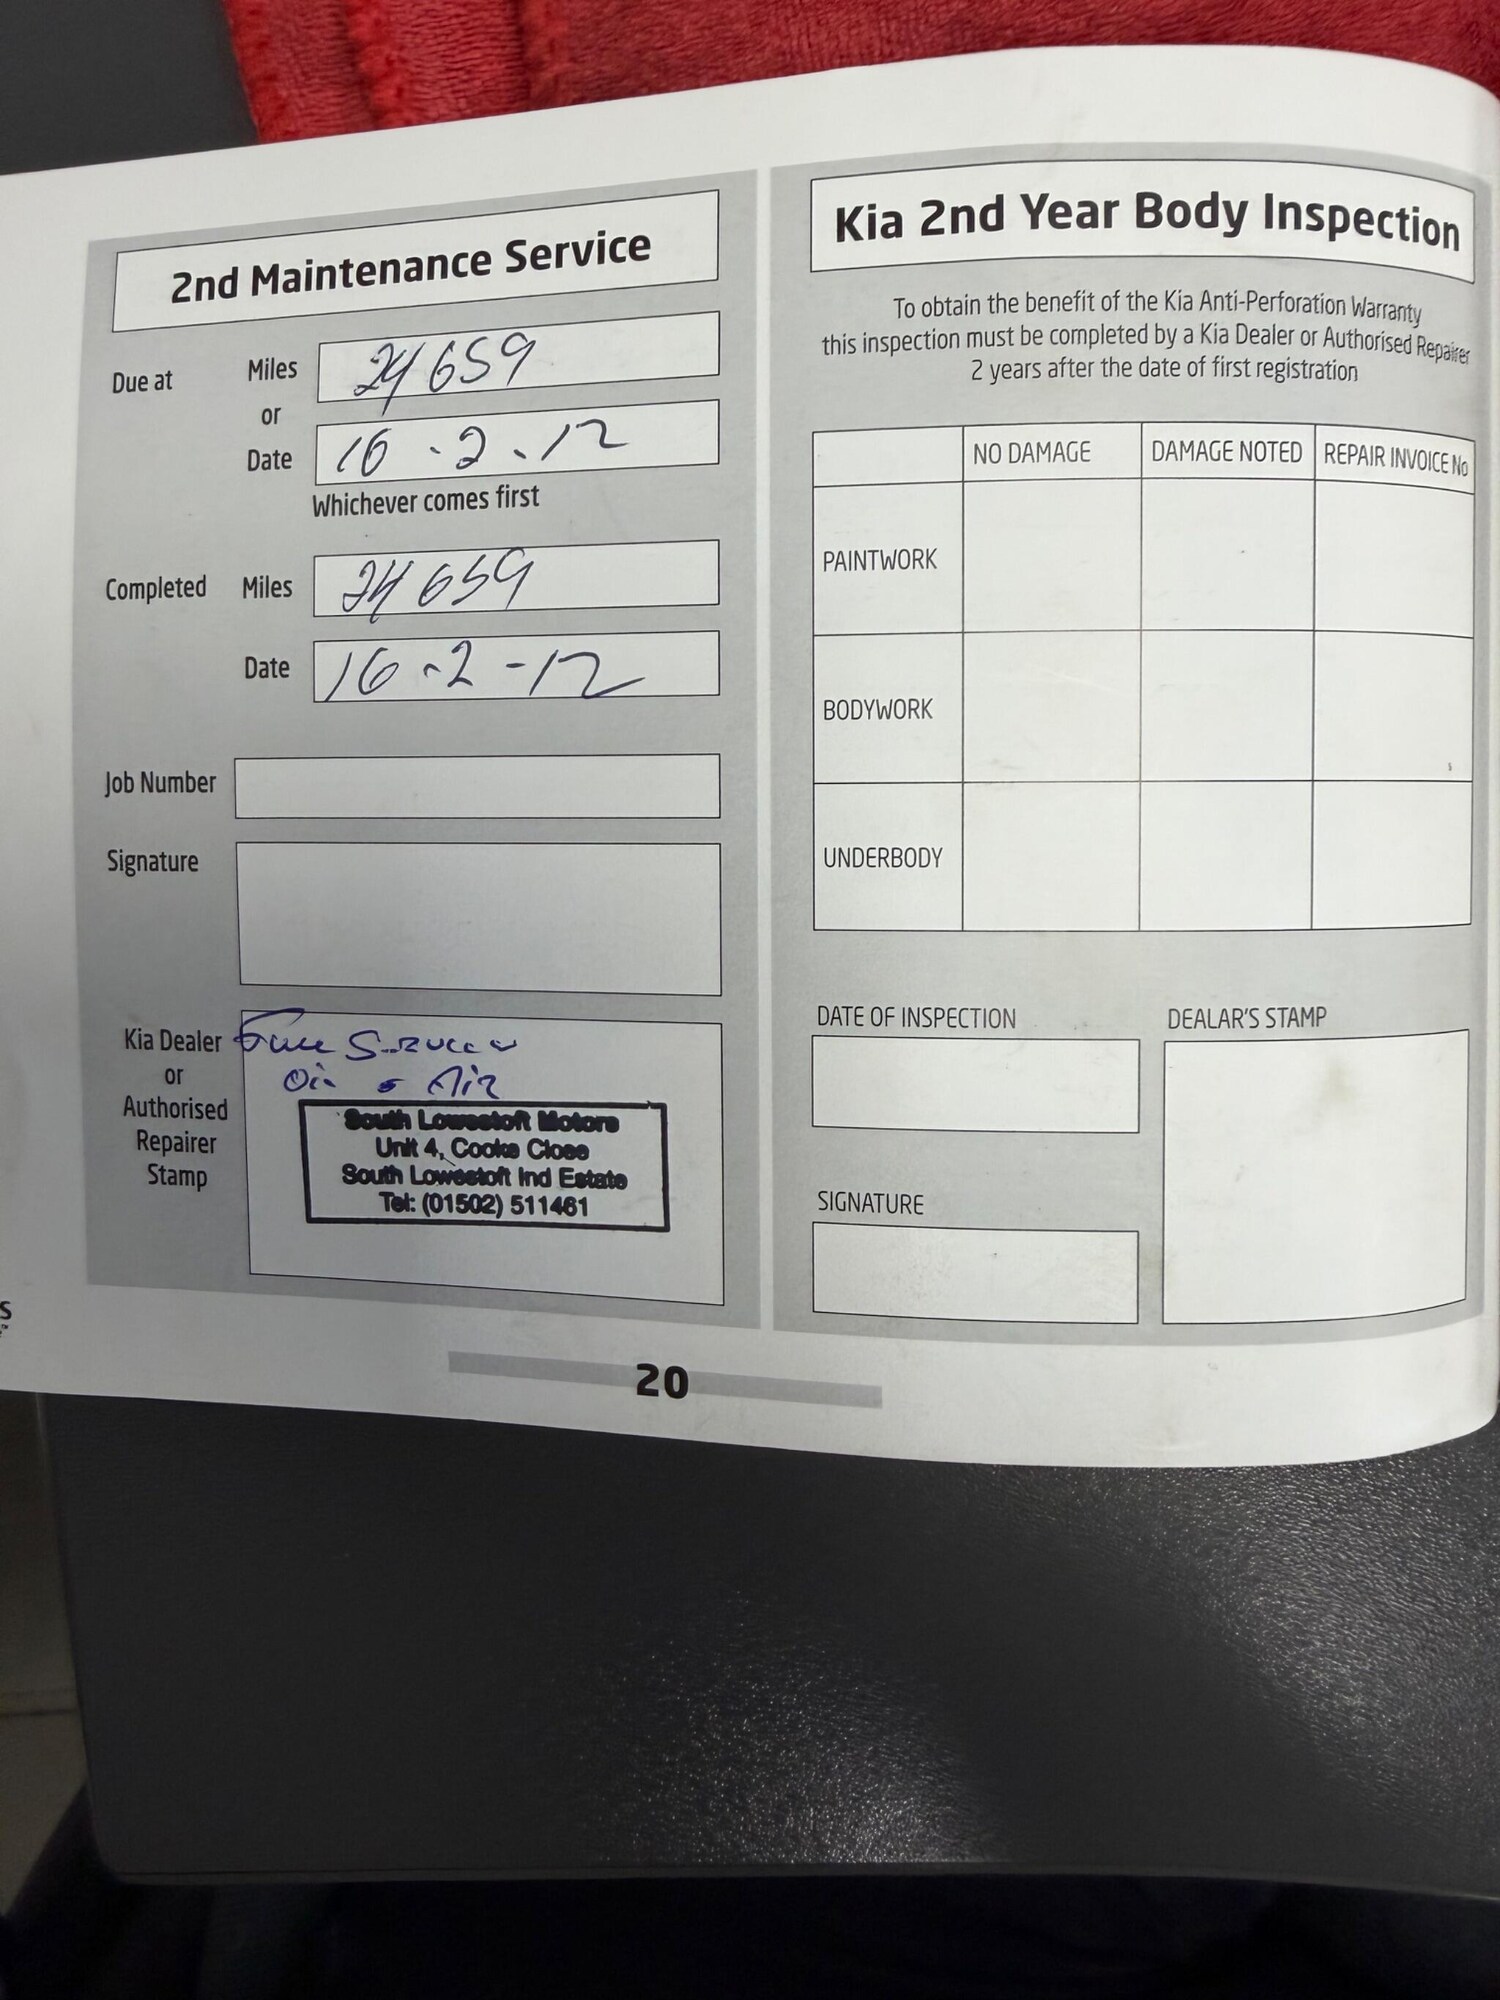 2nd Maintenance Service
Due at Miles 24659
or
Date 16.2.12
Whichever comes first
Completed Miles 24659
Date 16-2-12
Job Number
Signature
Kia Dealer
or
Authorised
Repairer
Stamp
Full Service
Oil & Air
South Lowestoft Motors
Unit 4, Cooke Close
South Lowestoft Ind Estate
Tel: (01502) 511461
Kia 2nd Year Body Inspection
To obtain the benefit of the Kia Anti-Perforation Warranty
this inspection must be completed by a Kia Dealer or Authorised Repairer
2 years after the date of first registration
NO DAMAGE DAMAGE NOTED REPAIR INVOICE No
PAINTWORK
BODYWORK
UNDERBODY
DATE OF INSPECTION
DEALAR'S STAMP
SIGNATURE
20